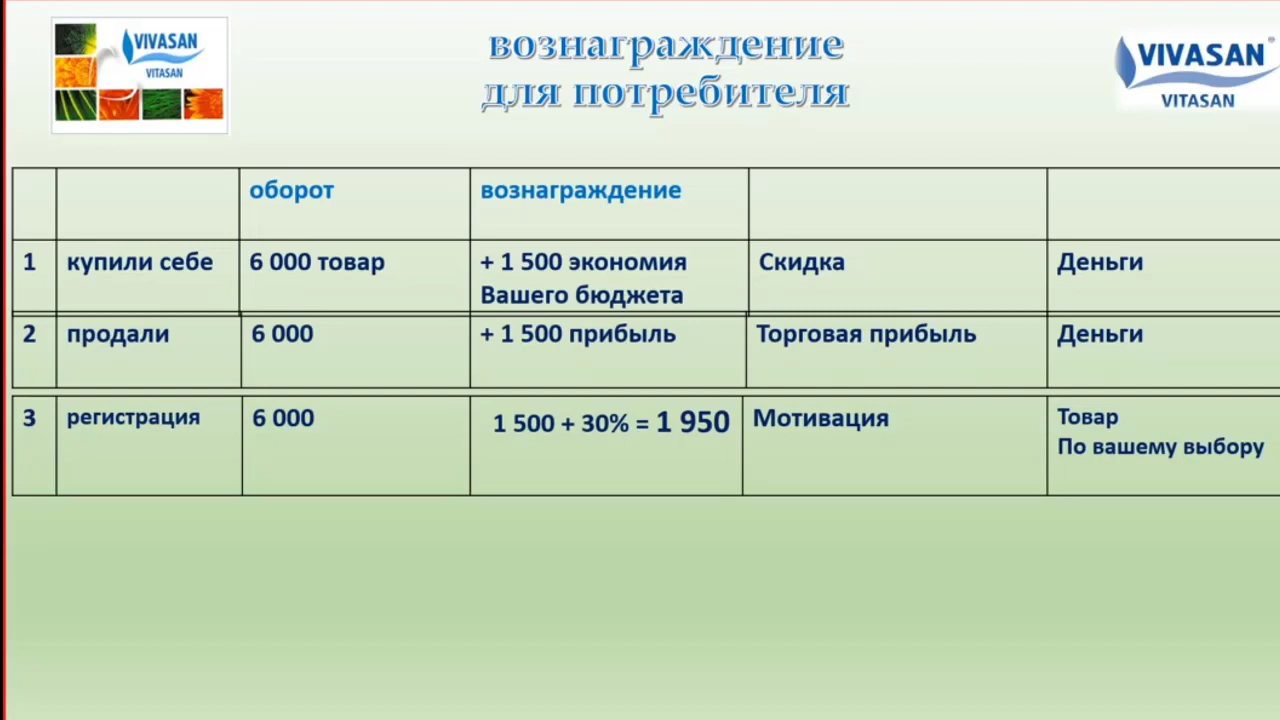 VIVASAN
VITASAN
вознаграждение
для потребителя
VIVASAN®
VITASAN
оборот вознаграждение
1 купили себе 6 000 товар + 1 500 экономия Скидка Деньги
Вашего бюджета
2 продали 6 000 + 1 500 прибыль Торговая прибыль Деньги
3 регистрация 6 000 1 500 + 30% = 1 950 Мотивация Товар
По вашему выбору